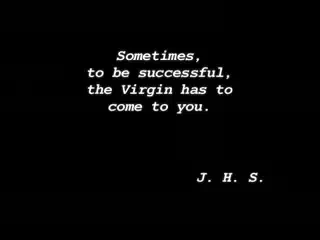 Sometimes,
to be successful,
the Virgin has to
come to you.
J. H. S.